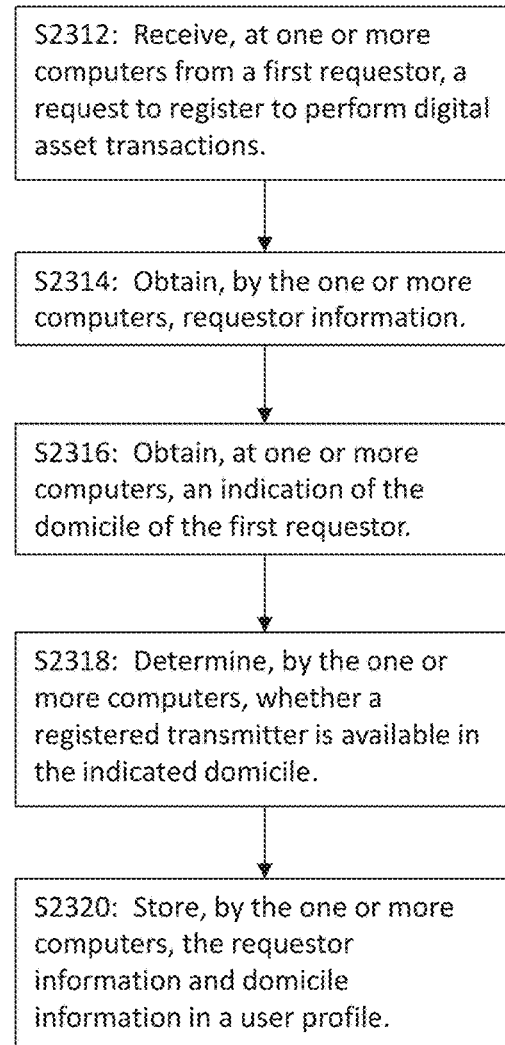 S2312: Receive, at one or more
computers from a first requestor, a
request to register to perform digital
asset transactions.
S2314: Obtain, by the one or more
computers, requestor information.
S2316: Obtain, at one or more
computers, an indication of the
domicile of the first requestor.
S2318: Determine, by the one or
more computers, whether a
registered transmitter is available in
the indicated domicile.
S2320: Store, by the one or more
computers, the requestor
information and domicile
information in a user profile.